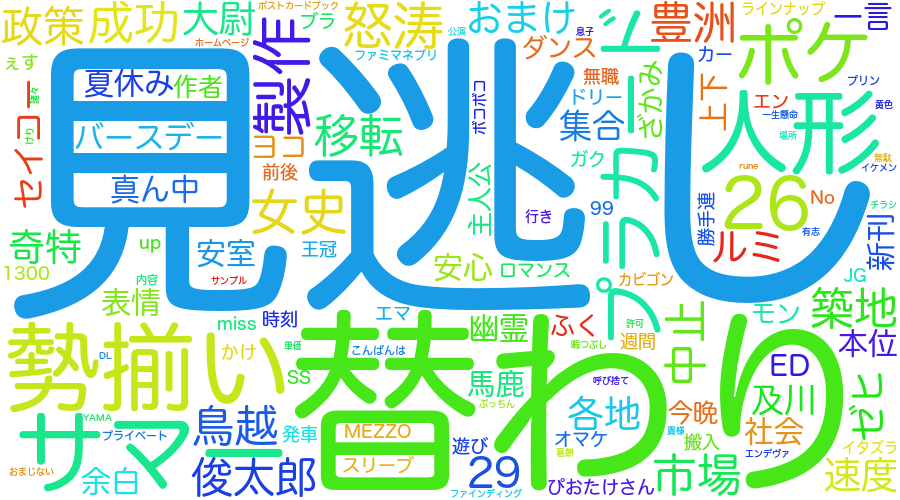 見逃し
替わり
勢揃い
サマー
人形
ポケ
プラカード
26
29
豊洲
一言
ラインナップ
おまけ
ダンス
怒涛
ポストカードブック
ブラ
大尉
成功
政策
ホームページ
製作
ファミマネプリ
公演
息子
無職
カー
ドリー
ざかみ
上下
エン
プリン
黄色
一生懸命
場所
無駄
イケメン
rune
チラシ
No
有志
勝手連
新刊
ルミ
JG
ぇす
諸々
けり
セイコー
夏休み
作者
バースデー
真ん中
ヨコ
前後
移転
ボコボコ
集合
ガク
主人公
行き
99
女史
王冠
安室
up
奇特
サンプル
1300
内容
表情
安心
ロマンス
カビゴン
エマ
miss
時刻
幽霊
ふく
許可
週間
中止
モン
築地
本位
かけ
単価
こんばんは
DL
SS
馬鹿
暇つぶし
呼び捨て
ED
及川
ゼヒ
ぶっちん
各地
貴様
今晩
社会
YAMA
プライベート
鳥越
発車
MEZZO
遊び
オマケ
葛餅
搬入
エンデヴァ
イタズラ
おまじない
余白
俊太郎
スリーブ
ファインディング
ぴおたけさん
市場
速度